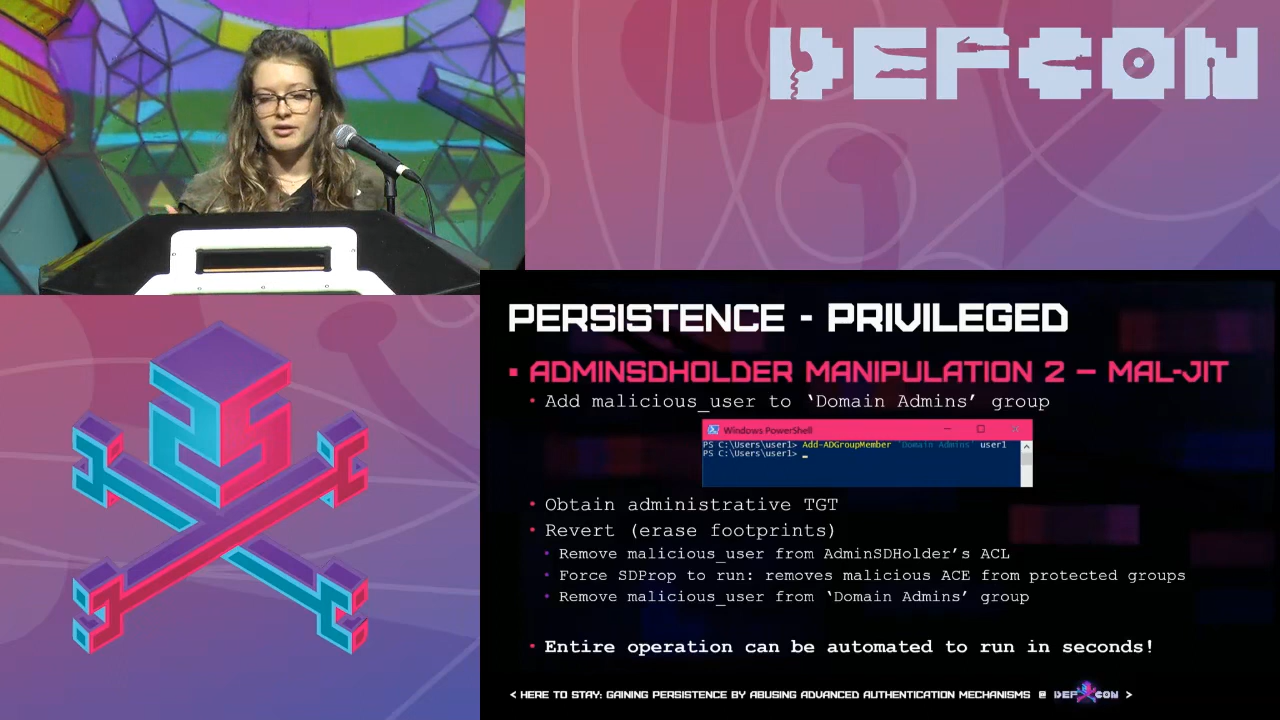 DEFCON
PERSISTENCE - PRIVILEGED
▪ ADMINSDHOLDER MANIPULATION 2 – MAL-JIT
• Add malicious_user to ‘Domain Admins’ group
Windows PowerShell
PS C:\Users\user1> Add-ADGroupMember 'Domain Admins' user1
PS C:\Users\user1> _
• Obtain administrative TGT
• Revert (erase footprints)
• Remove malicious_user from AdminSDHolder’s ACL
• Force SDProp to run: removes malicious ACE from protected groups
• Remove malicious_user from ‘Domain Admins’ group
• Entire operation can be automated to run in seconds!
< HERE TO STAY: GAINING PERSISTENCE BY ABUSING ADVANCED AUTHENTICATION MECHANISMS @ DEF CON >